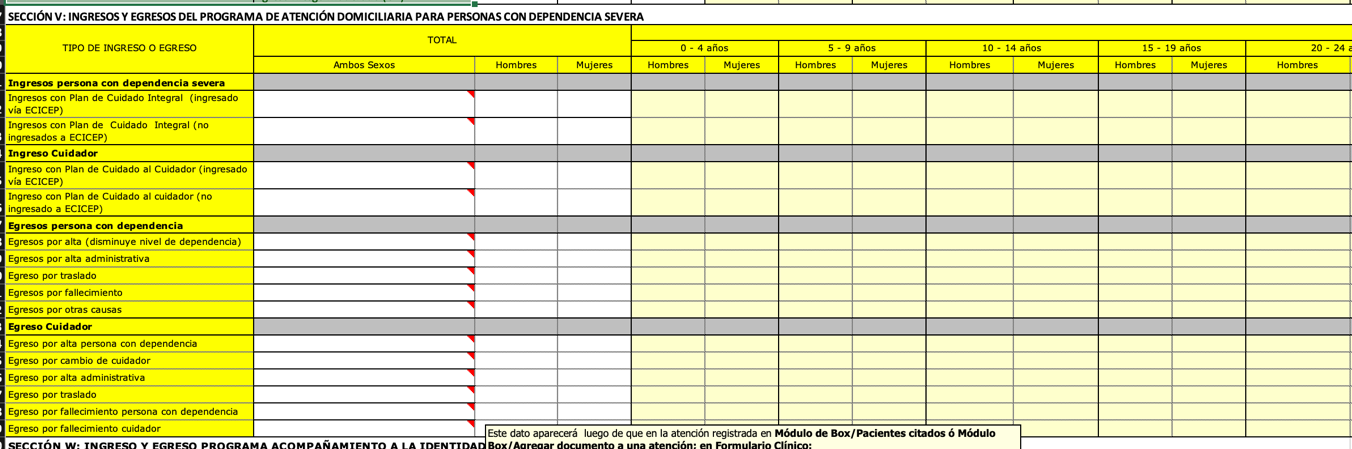 SECCIÓN V: INGRESOS Y EGRESOS DEL PROGRAMA DE ATENCIÓN DOMICILIARIA PARA PERSONAS CON DEPENDENCIA SEVERA
TIPO DE INGRESO O EGRESO
TOTAL
0 - 4 años
5 - 9 años
10 - 14 años
15 - 19 años
20 - 24
Ambos Sexos
Hombres
Mujeres
Hombres
Mujeres
Hombres
Mujeres
Hombres
Mujeres
Hombres
Mujeres
Hombres
Ingresos persona con dependencia severa
Ingresos con Plan de Cuidado Integral (ingresado
vía ECICEP)
Ingresos con Plan de Cuidado Integral (no
ingresados a ECICEP)
Ingreso Cuidador
Ingreso con Plan de Cuidado al Cuidador (ingresado
vía ECICEP)
Ingreso con Plan de Cuidado al cuidador (no
ingresado a ECICEP)
Egresos persona con dependencia
Egresos por alta (disminuye nivel de dependencia)
Egresos por alta administrativa
Egreso por traslado
Egresos por fallecimiento
Egresos por otras causas
Egreso Cuidador
Egreso por alta persona con dependencia
Egreso por cambio de cuidador
Egreso por alta administrativa
Egreso por traslado
Egreso por fallecimiento persona con dependencia
Egreso por fallecimiento cuidador
Este dato aparecerá luego de que en la atención registrada en Módulo de Box/Pacientes citados ó Módulo
Box/Agregar documento a una atención: en Formulario Clínico:
SECCIÓN W: INGRESO Y EGRESO PROGRAMA ACOMPAÑAMIENTO A LA IDENTIDAD